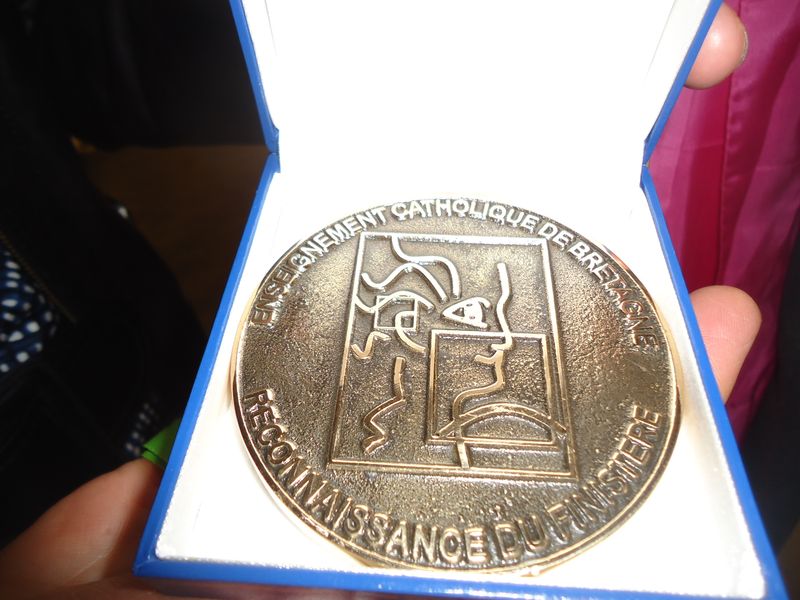 ENSEIGNEMENT CATHOLIQUE DE BRETAGNE
RECONNAISSANCE DU FINISTERE